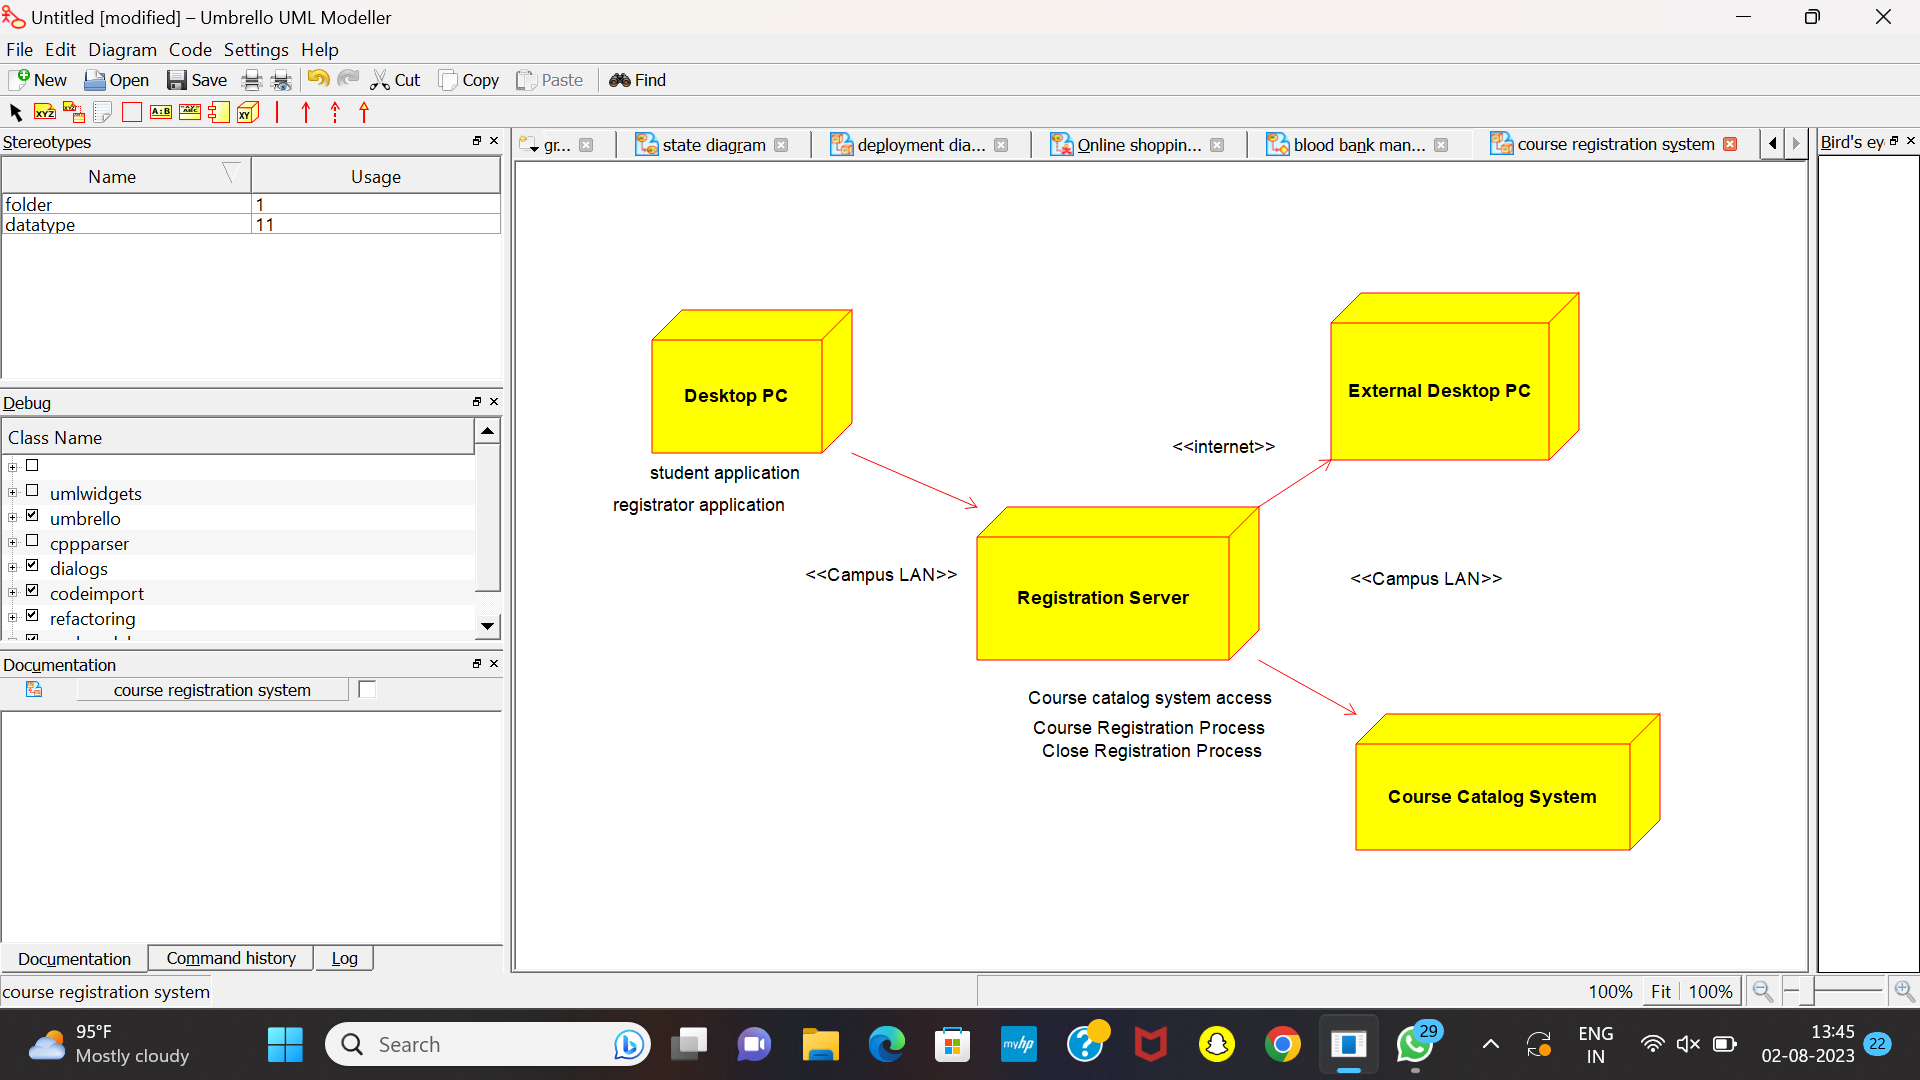 Untitled [modified] – Umbrello UML Modeller
File Edit Diagram Code Settings Help
New Open Save Cut Copy Paste Find
XYZ XYZ A:B ABC XY
Stereotypes
Name Usage
folder 1
datatype 11
Debug
Class Name
umlwidgets
umbrello
cppparser
dialogs
codeimport
refactoring
Documentation
course registration system
Documentation Command history Log
course registration system
gr... state diagram deployment dia... Online shoppin... blood bank man... course registration system
Bird's ey
Desktop PC
student application
registrator application
<<Campus LAN>>
<<internet>>
External Desktop PC
Registration Server
<<Campus LAN>>
Course catalog system access
Course Registration Process
Close Registration Process
Course Catalog System
100% Fit 100%
95°F
Mostly cloudy
Search
myhp
29
ENG
IN
13:45
02-08-2023
22